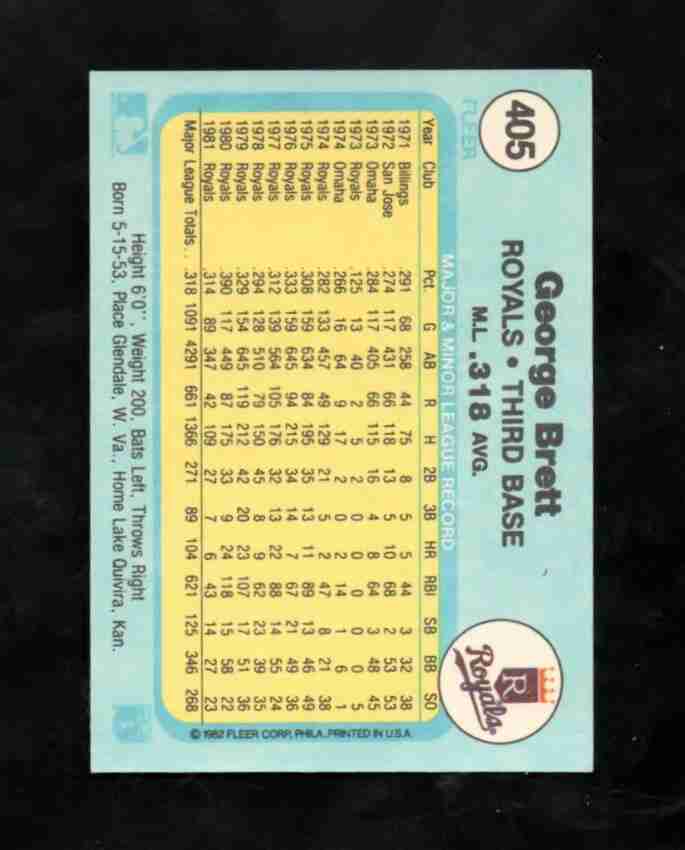 405
FLEER
George Brett
ROYALS • THIRD BASE
M.L. .318 AVG.
Royals
R
MAJOR & MINOR LEAGUE RECORD
Year Club Pct. G AB R H 2B 3B HR RBI SB BB SO
1971 Billings .291 68 258 44 75 8 5 5 44 3 32 38
1972 San Jose .274 117 431 66 118 13 5 10 68 2 53 53
1973 Omaha .284 117 405 66 115 16 4 8 64 3 48 45
1973 Royals .125 13 40 2 5 2 0 0 0 0 0 5
1974 Omaha .266 16 64 9 17 2 0 2 14 1 6 1
1974 Royals .282 133 457 49 129 21 5 2 47 8 21 38
1975 Royals .308 159 634 84 195 35 13 11 89 13 46 49
1976 Royals .333 159 645 94 215 34 14 7 67 21 49 36
1977 Royals .312 139 564 105 176 32 13 22 88 14 55 24
1978 Royals .294 128 510 79 150 45 8 9 62 23 39 35
1979 Royals .329 154 645 119 212 42 20 23 107 17 51 36
1980 Royals .390 117 449 87 175 33 9 24 118 15 58 22
1981 Royals .314 89 347 42 109 27 7 6 43 14 27 23
Major League Totals . . .318 1091 4291 661 1366 271 89 104 621 125 346 268
© 1982 FLEER CORP. PHILA. PRINTED IN U.S.A.
Height 6'0", Weight 200, Bats Left, Throws Right
Born 5-15-53, Place Glendale, W. Va., Home Lake Quivira, Kan.